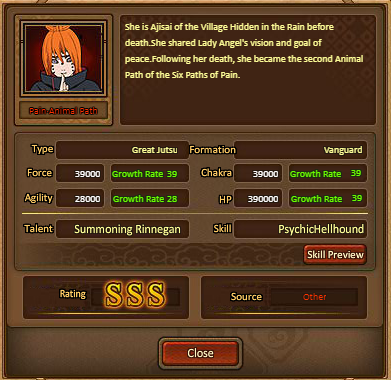 She is Ajisai of the Village Hidden in the Rain before
death.She shared Lady Angel's vision and goal of
peace.Following her death, she became the second Animal
Path of the Six Paths of Pain.
Pain-Animal Path
Type Great Jutsu Formation Vanguard
Force 39000 Growth Rate 39 Chakra 39000 Growth Rate 39
Agility 28000 Growth Rate 28 HP 390000 Growth Rate 39
Talent Summoning Rinnegan Skill PsychicHellhound
Skill Preview
Rating SSS Source Other
Close